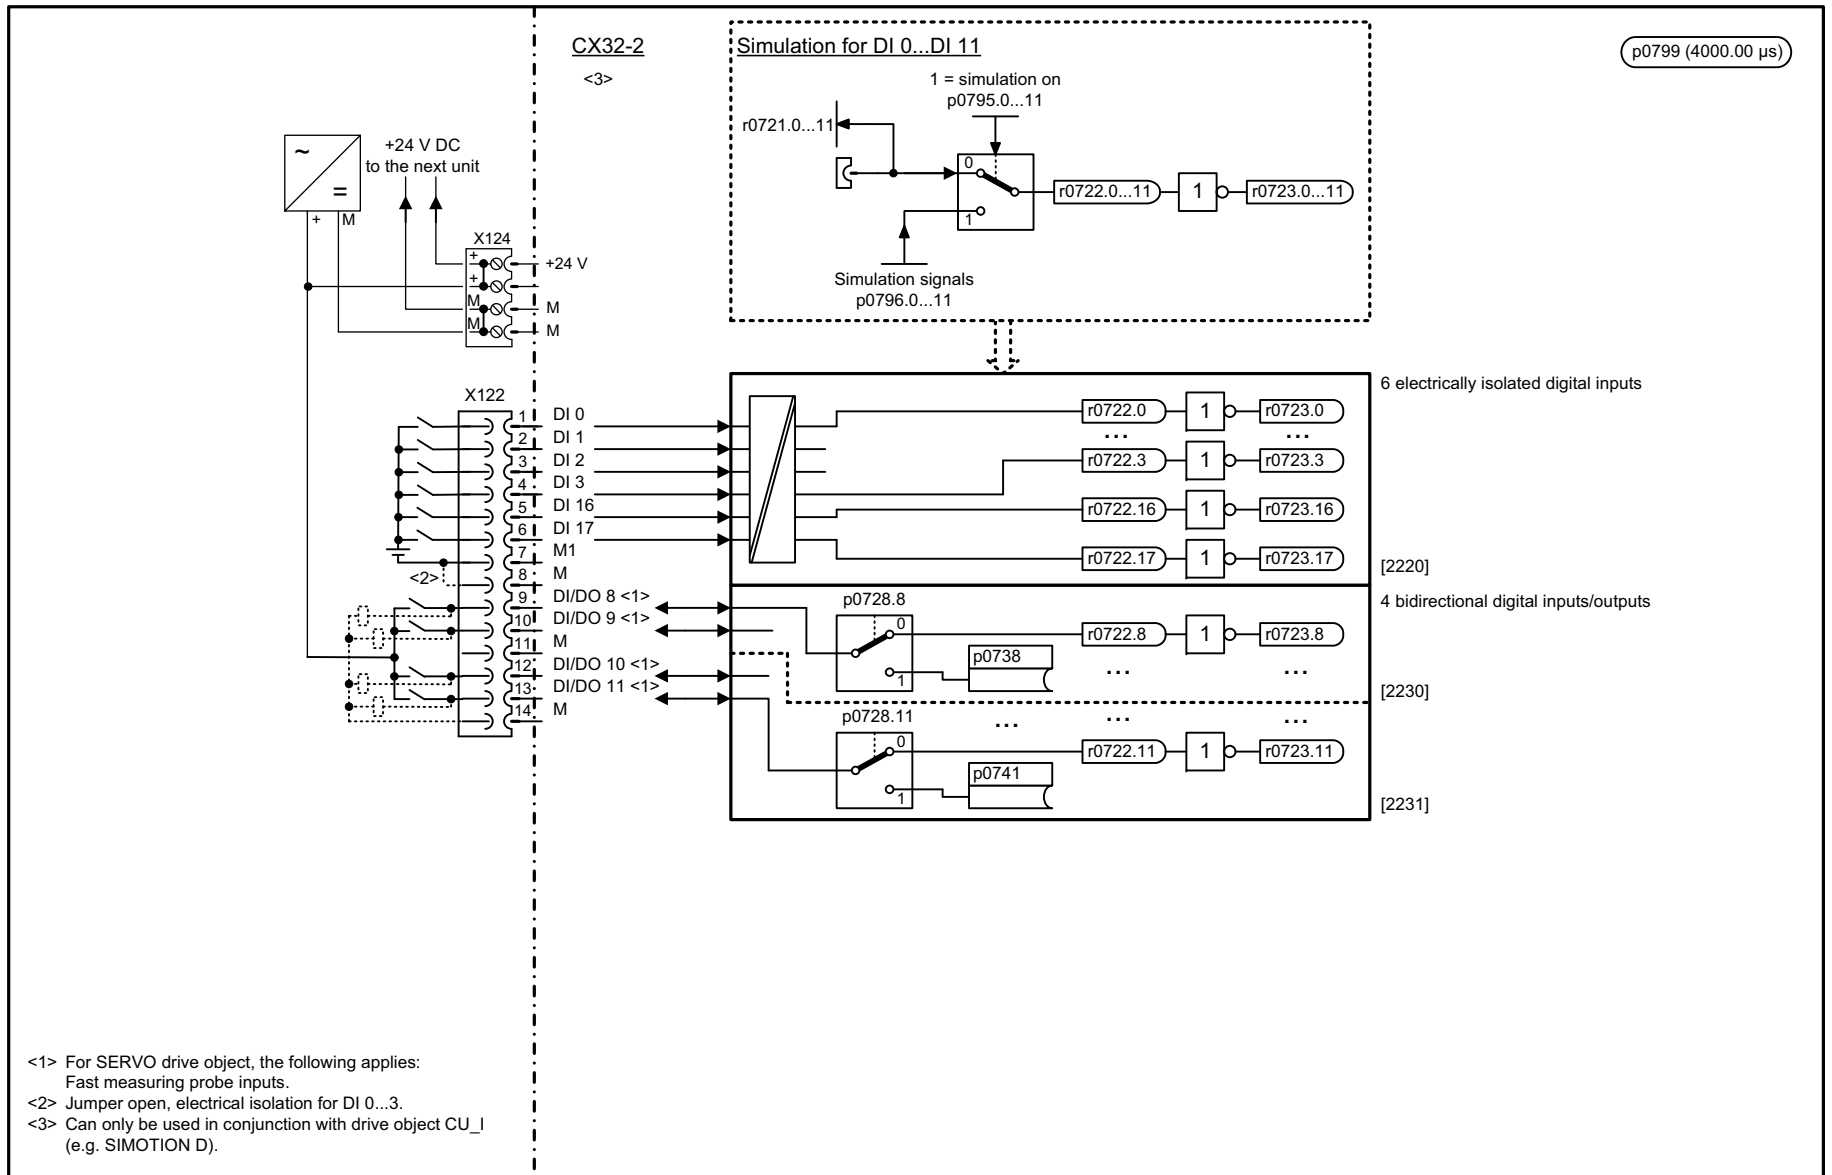 CX32-2
<3>
Simulation for DI 0...DI 11
p0799 (4000.00 µs)
1 = simulation on
p0795.0...11
r0721.0...11
0
1
r0722.0...11
1
r0723.0...11
Simulation signals
p0796.0...11
~
=
+
M
+24 V DC
to the next unit
X124
+
+24 V
+
M
M
M
M
X122
1
DI 0
2
DI 1
3
DI 2
4
DI 3
5
DI 16
6
DI 17
7
M1
8
M
<2>
9
DI/DO 8 <1>
10
DI/DO 9 <1>
11
M
12
DI/DO 10 <1>
13
DI/DO 11 <1>
14
M
6 electrically isolated digital inputs
r0722.0
1
r0723.0
...
...
r0722.3
1
r0723.3
r0722.16
1
r0723.16
r0722.17
1
r0723.17
[2220]
4 bidirectional digital inputs/outputs
p0728.8
0
1
r0722.8
1
r0723.8
p0738
...
...
[2230]
p0728.11
...
...
...
0
1
r0722.11
1
r0723.11
p0741
[2231]
<1> For SERVO drive object, the following applies:
Fast measuring probe inputs.
<2> Jumper open, electrical isolation for DI 0...3.
<3> Can only be used in conjunction with drive object CU_I
(e.g. SIMOTION D).